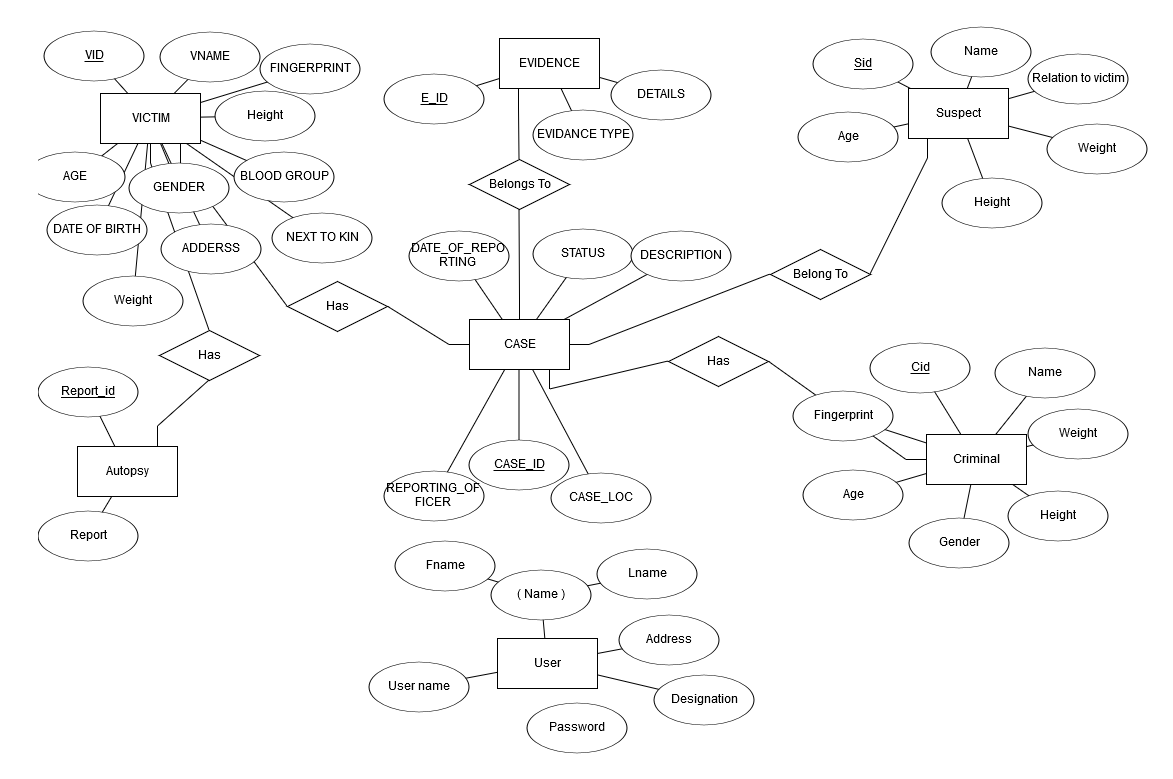 VID
VNAME
FINGERPRINT
VICTIM
Height
AGE
GENDER
BLOOD GROUP
DATE OF BIRTH
ADDERSS
NEXT TO KIN
Weight
Has
Has
Report_id
Autopsy
Report
EVIDENCE
E_ID
DETAILS
EVIDANCE TYPE
Belongs To
DATE_OF_REPO
RTING
STATUS
DESCRIPTION
CASE
REPORTING_OF
FICER
CASE_ID
CASE_LOC
Sid
Name
Relation to victim
Suspect
Age
Weight
Height
Belong To
Has
Cid
Name
Fingerprint
Weight
Criminal
Age
Height
Gender
Fname
( Name )
Lname
Address
User
User name
Designation
Password